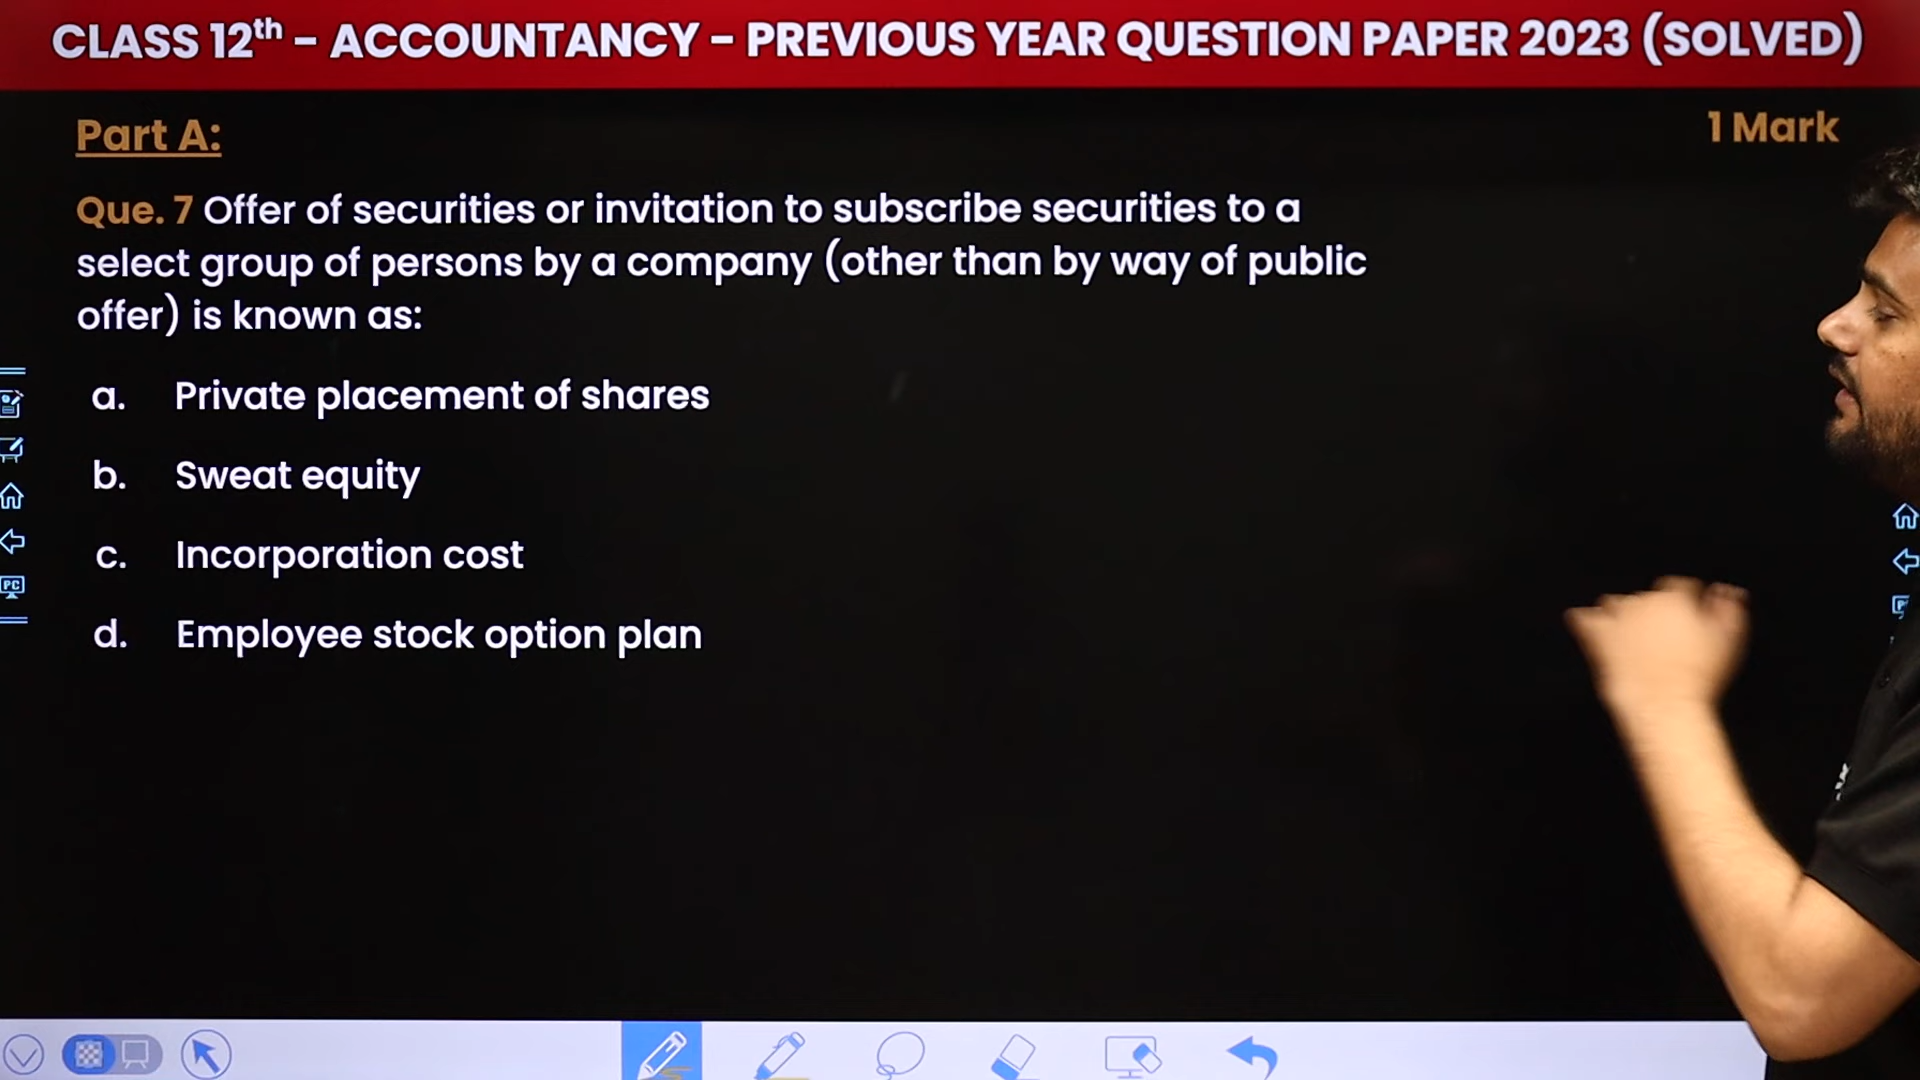 CLASS 12th - ACCOUNTANCY - PREVIOUS YEAR QUESTION PAPER 2023 (SOLVED)
Part A:
1 Mark
Que. 7 Offer of securities or invitation to subscribe securities to a
select group of persons by a company (other than by way of public
offer) is known as:
a. Private placement of shares
b. Sweat equity
c. Incorporation cost
d. Employee stock option plan
PC